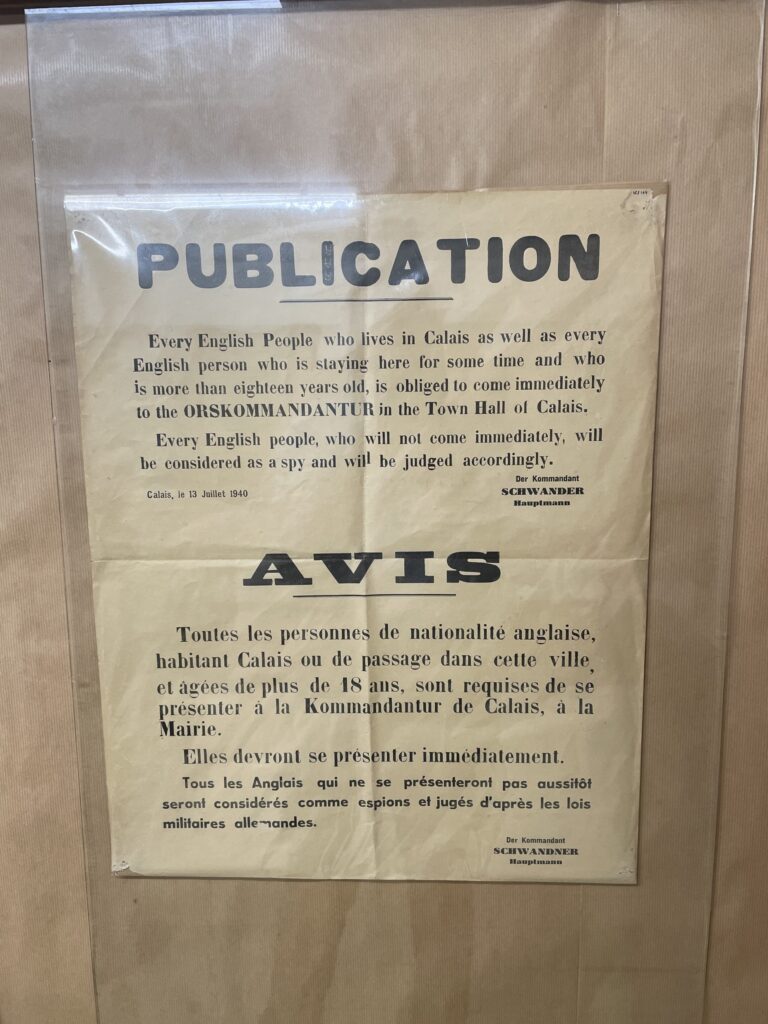 PUBLICATION
Every English People who lives in Calais as well as every
English person who is staying here for some time and who
is more than eighteen years old, is obliged to come immediately
to the ORSKOMMANDANTUR in the Town Hall of Calais.
Every English people, who will not come immediately, will
be considered as a spy and will be judged accordingly.
Der Kommandant
Calais, le 13 Juillet 1940
SCHWANDER
Hauptmann
AVIS
Toutes les personnes de nationalité anglaise,
habitant Calais ou de passage dans cette ville,
et âgées de plus de 18 ans, sont requises de se
présenter à la Kommandantur de Calais, à la
Mairie.
Elles devront se présenter immédiatement.
Tous les Anglais qui ne se présenteront pas aussitôt
seront considérés comme espions et jugés d'après les lois
militaires allemandes.
Der Kommandant
SCHWANDNER
Hauptmann